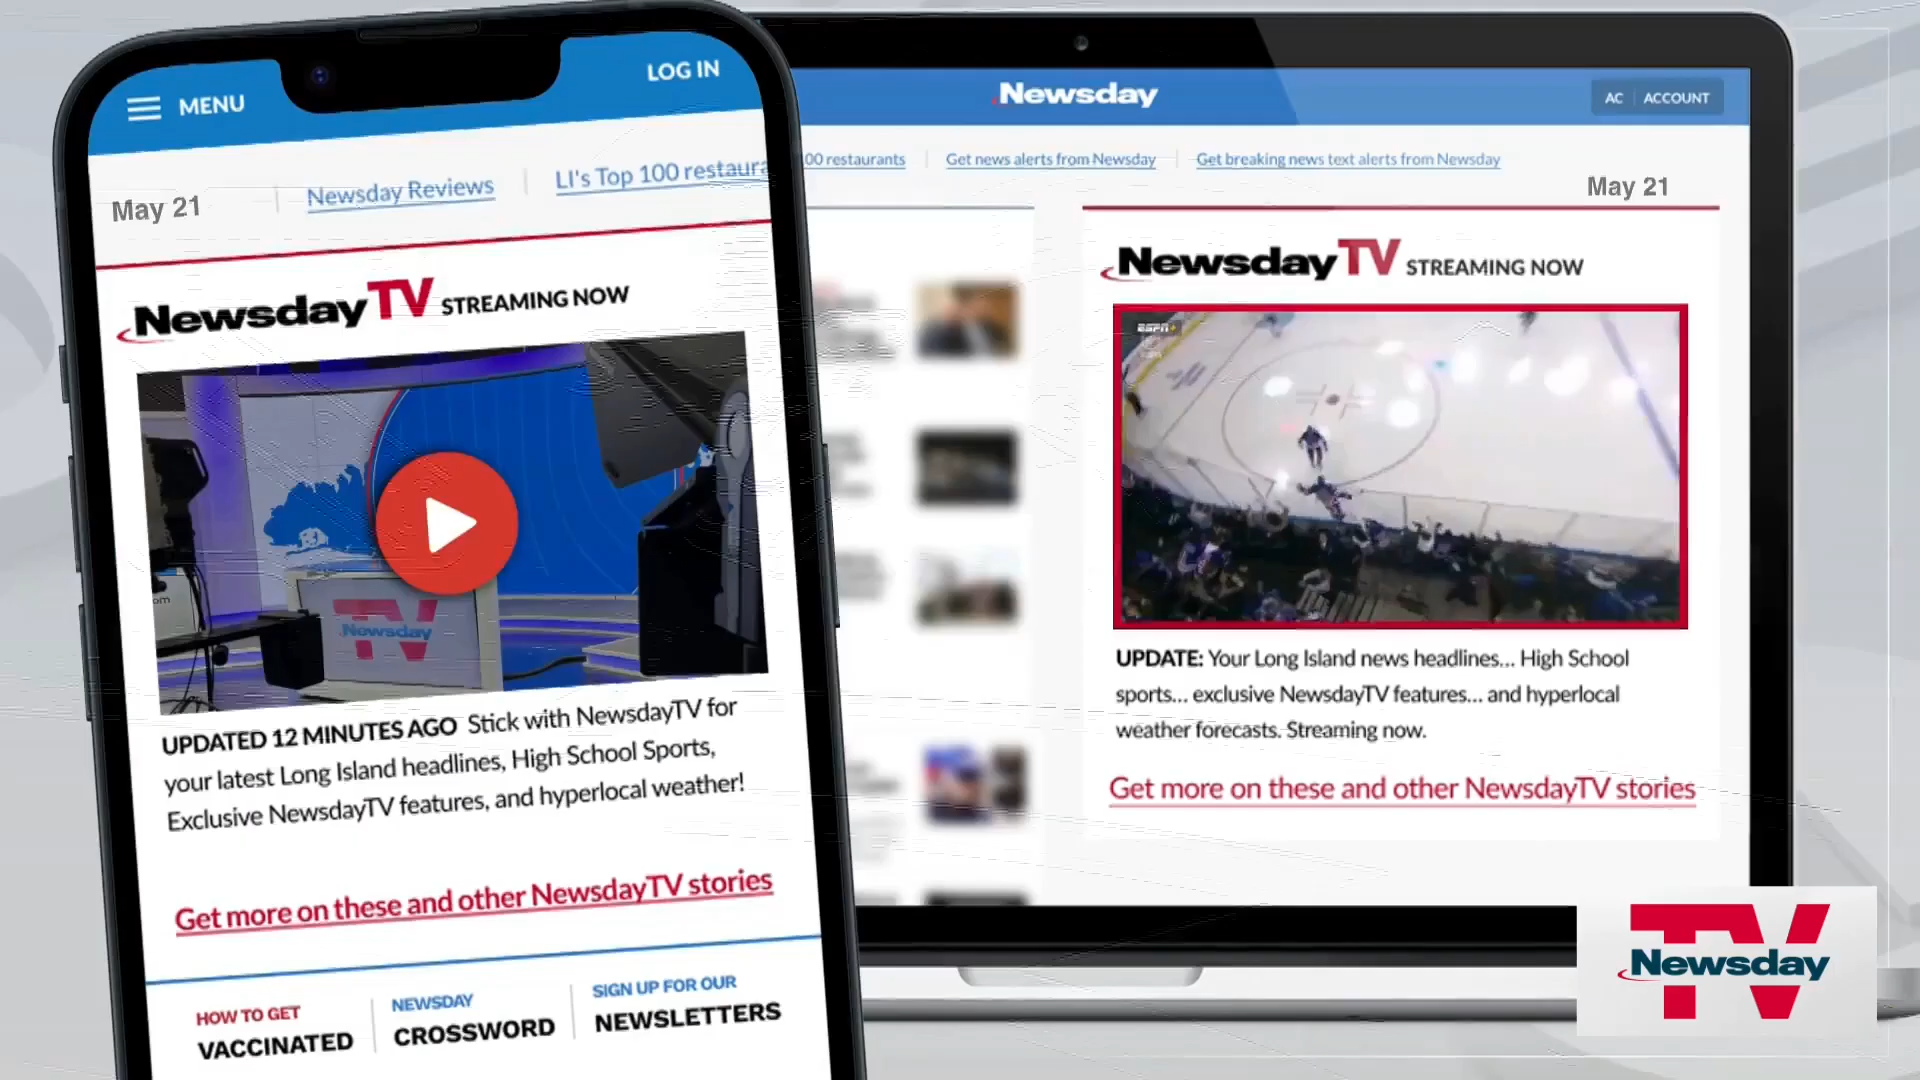 MENU
LOG IN
May 21
Newsday Reviews
LI's Top 100 restaura
NewsdayTV STREAMING NOW
TV
Newsday
om
UPDATED 12 MINUTES AGO Stick with NewsdayTV for
your latest Long Island headlines, High School Sports,
Exclusive NewsdayTV features, and hyperlocal weather!
Get more on these and other NewsdayTV stories
HOW TO GET
VACCINATED
NEWSDAY
CROSSWORD
SIGN UP FOR OUR
NEWSLETTERS
Newsday
AC
ACCOUNT
00 restaurants
Get news alerts from Newsday
Get breaking news text alerts from Newsday
May 21
NewsdayTV STREAMING NOW
ESPN+
UPDATE: Your Long Island news headlines... High School
sports... exclusive NewsdayTV features... and hyperlocal
weather forecasts. Streaming now.
Get more on these and other NewsdayTV stories
TV
Newsday